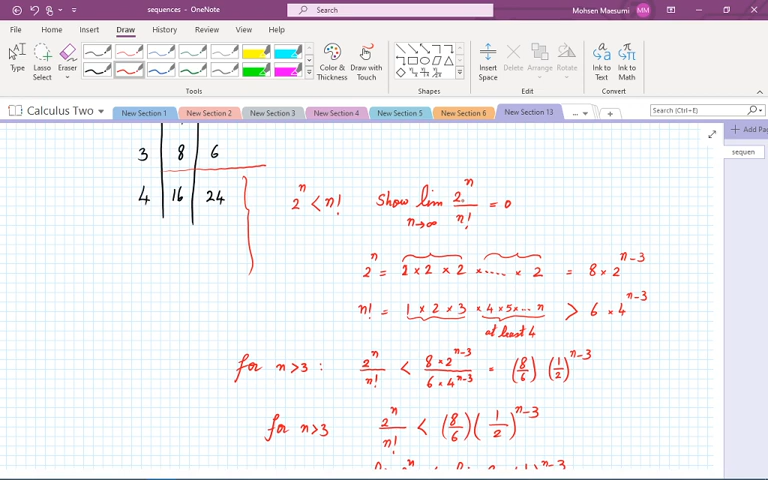 sequences - OneNote
Search
Mohsen Maesumi MM
File Home Insert Draw History Review View Help
Type
Lasso Select
Eraser
Color & Thickness
Draw with Touch
Insert Space
Delete
Arrange
Rotate
Ink to Text
Ink to Math
Tools Shapes Edit Convert
Calculus Two New Section 1 New Section 2 New Section 3 New Section 4 New Section 5 New Section 6 New Section 13 ... + Search (Ctrl+E)
+ Add Pag
sequen
3 8 6
4 16 24
2^n < n! Show lim n→∞ 2^n/n! = 0
2^n = 2 × 2 × 2 × ..... × 2 = 8 × 2^(n-3)
n! = 1 × 2 × 3 × 4 × 5 × ... n > 6 × 4^(n-3)
at least 4
for n > 3 : 2^n/n! < (8 × 2^(n-3))/(6 × 4^(n-3)) = (8/6) (1/2)^(n-3)
for n > 3 2^n/n! < (8/6) (1/2)^(n-3)